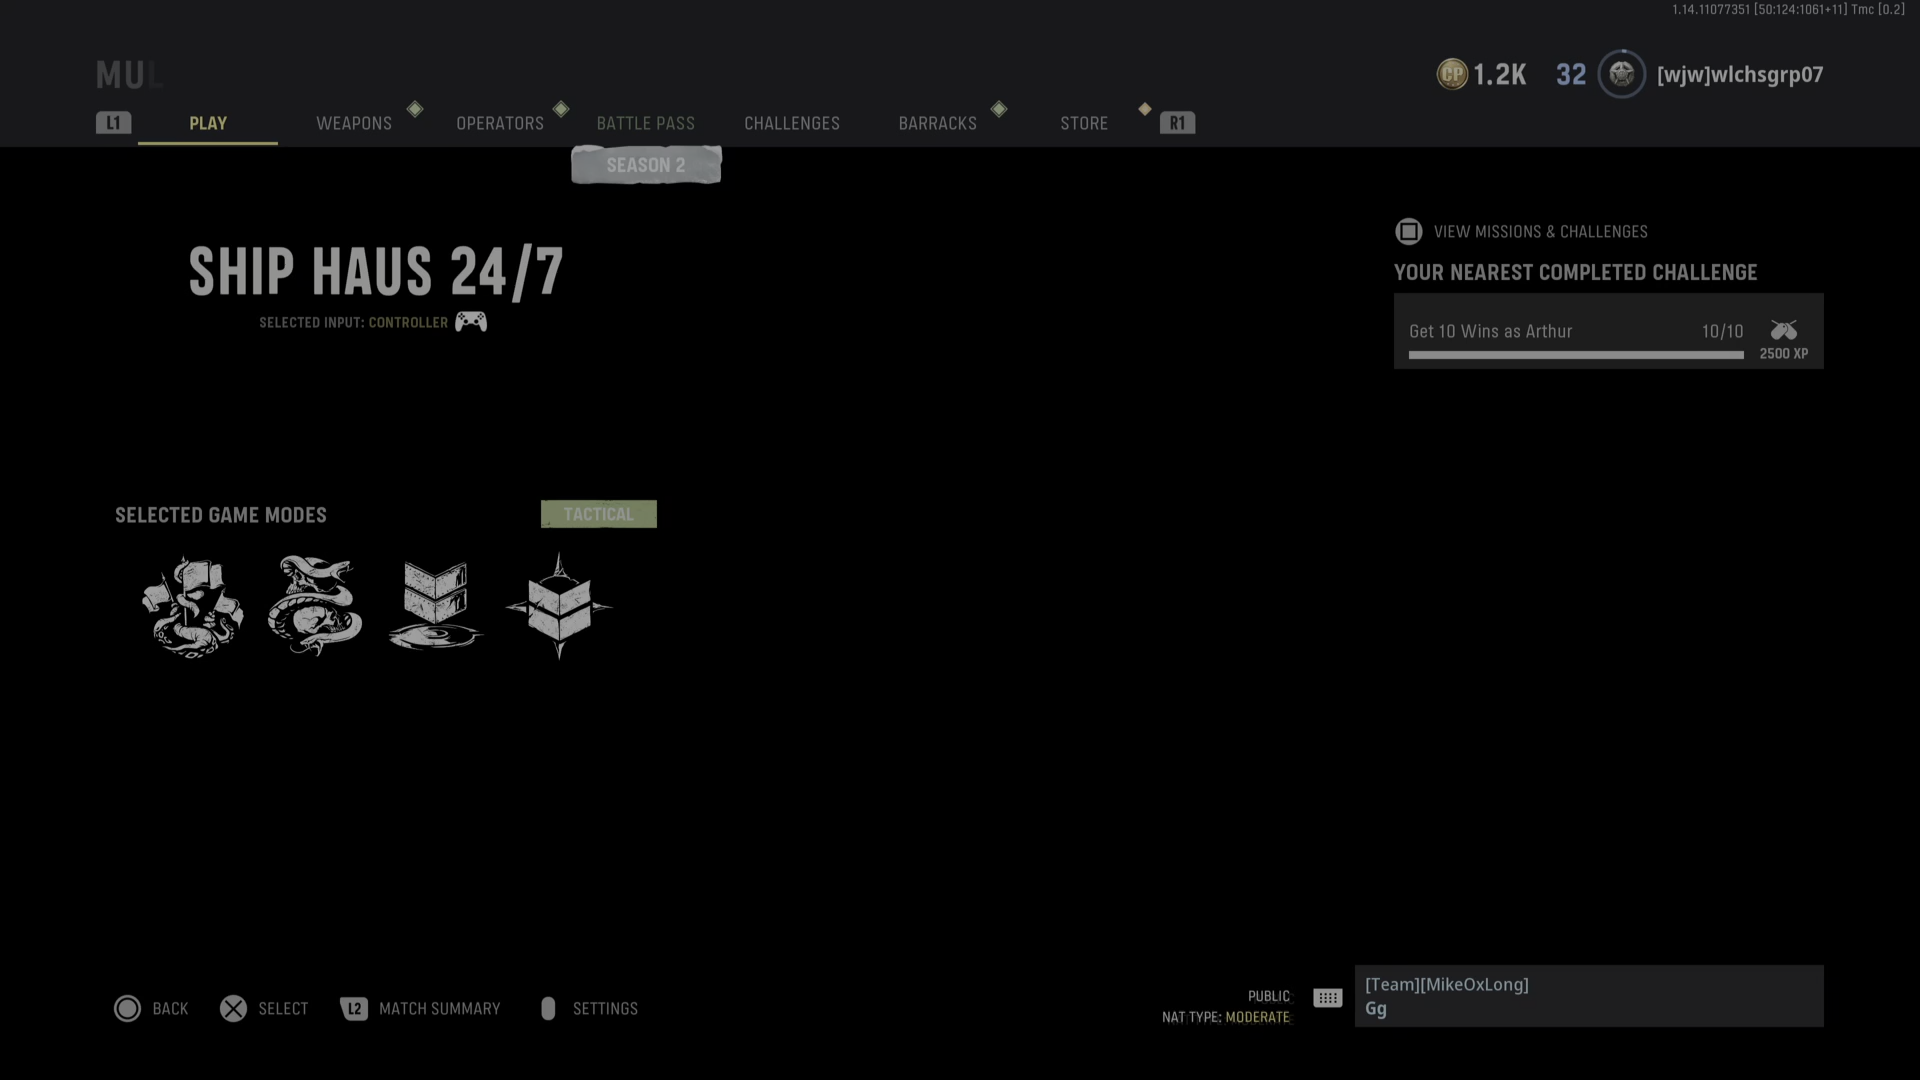 1.14.11077351 [50:124:1061+11] Tmc [0.2]
MUL
CP 1.2K 32 [wjw]wlchsgrp07
L1 PLAY WEAPONS OPERATORS BATTLE PASS CHALLENGES BARRACKS STORE R1
SEASON 2
SHIP HAUS 24/7
SELECTED INPUT: CONTROLLER
VIEW MISSIONS & CHALLENGES
YOUR NEAREST COMPLETED CHALLENGE
Get 10 Wins as Arthur 10/10
2500 XP
SELECTED GAME MODES TACTICAL
BACK SELECT L2 MATCH SUMMARY SETTINGS
PUBLIC
NAT TYPE: MODERATE
[Team][MikeOxLong]
Gg